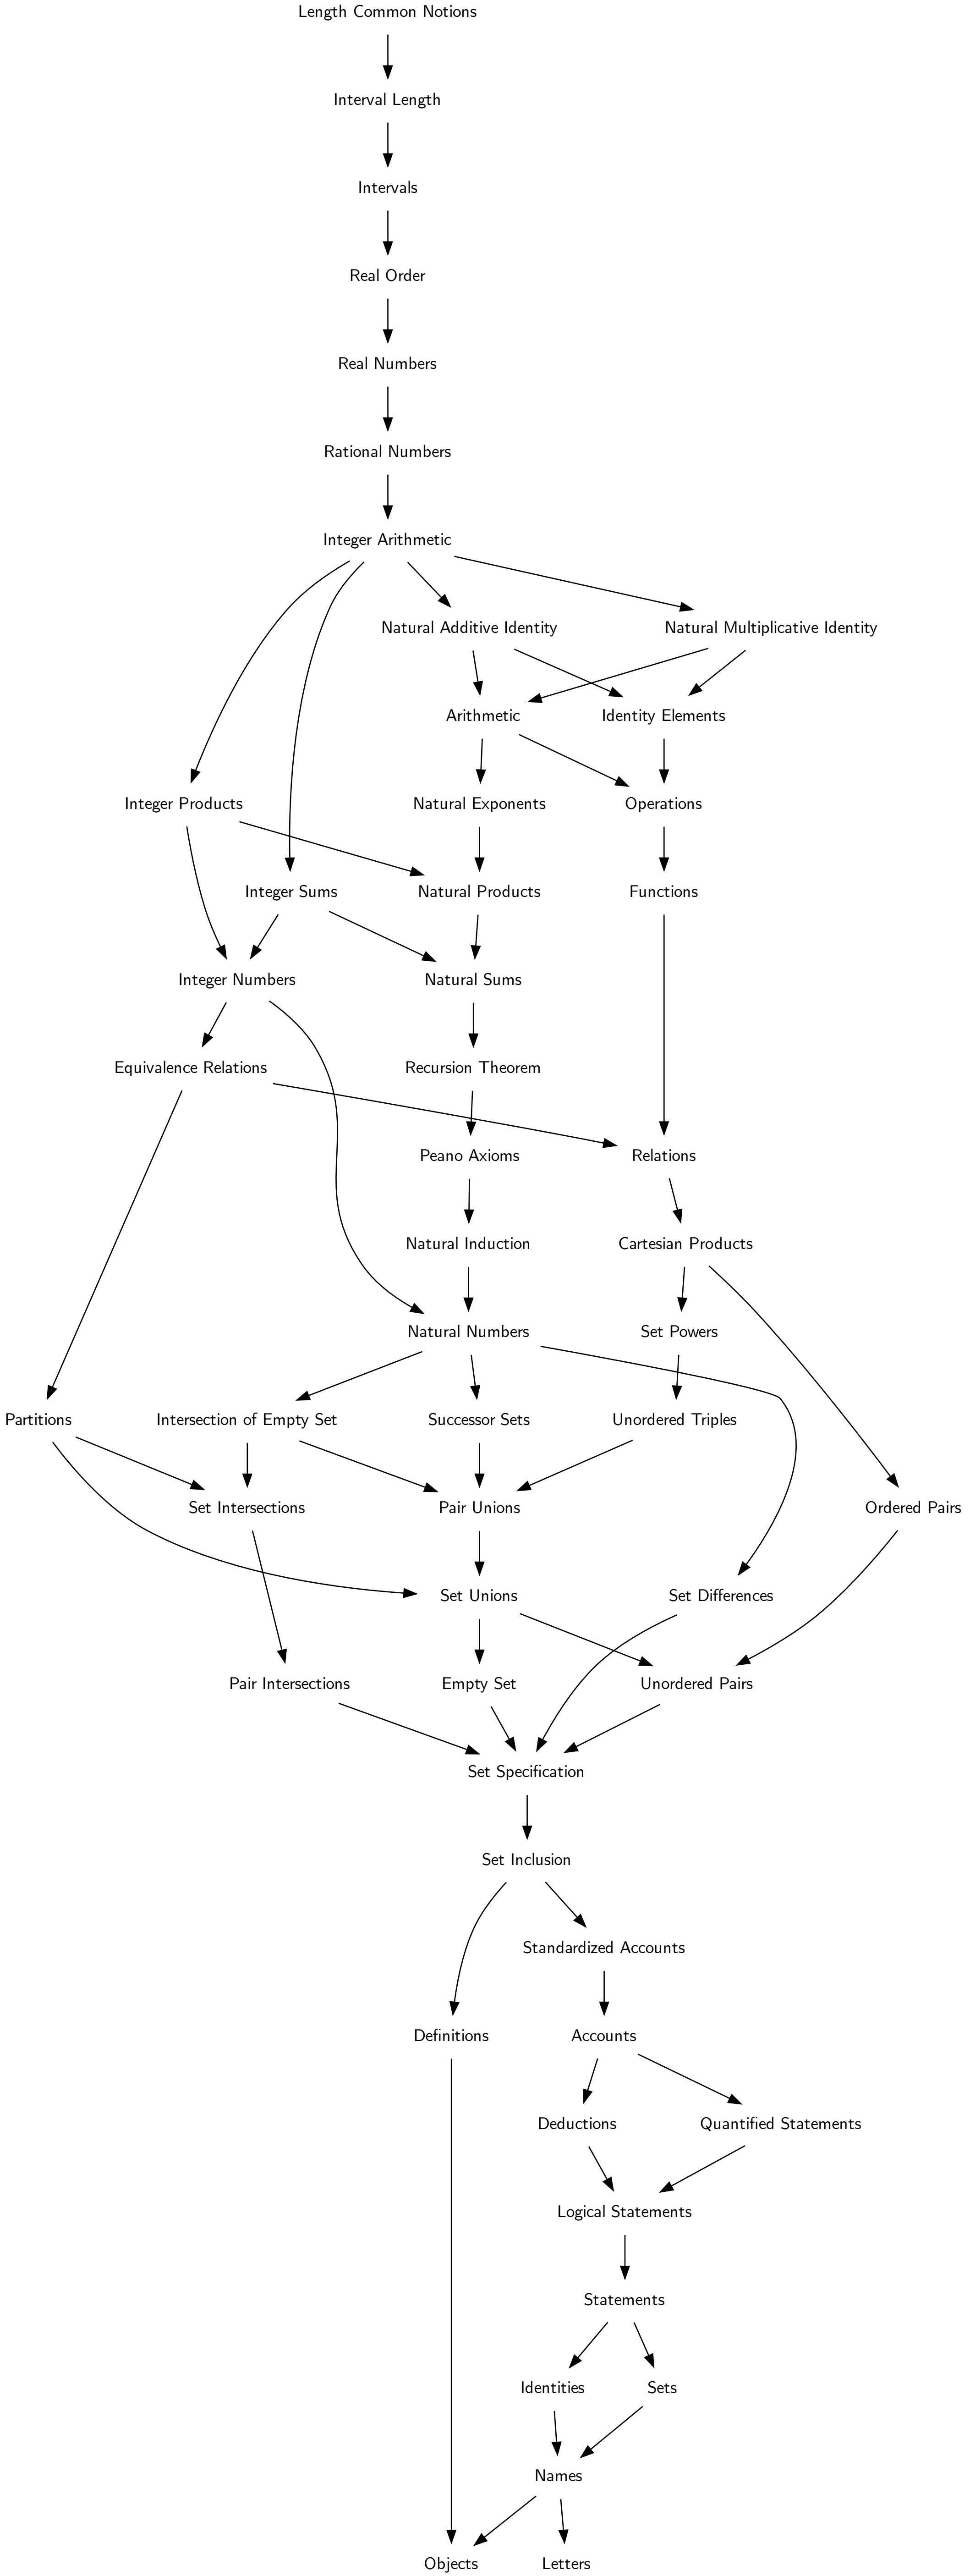 Length Common Notions
Interval Length
Intervals
Real Order
Real Numbers
Rational Numbers
Integer Arithmetic
Natural Additive Identity
Natural Multiplicative Identity
Arithmetic
Identity Elements
Integer Products
Natural Exponents
Operations
Integer Sums
Natural Products
Functions
Integer Numbers
Natural Sums
Equivalence Relations
Recursion Theorem
Peano Axioms
Relations
Natural Induction
Cartesian Products
Natural Numbers
Set Powers
Partitions
Intersection of Empty Set
Successor Sets
Unordered Triples
Set Intersections
Pair Unions
Ordered Pairs
Set Unions
Set Differences
Pair Intersections
Empty Set
Unordered Pairs
Set Specification
Set Inclusion
Standardized Accounts
Definitions
Accounts
Deductions
Quantified Statements
Logical Statements
Statements
Identities
Sets
Names
Objects
Letters